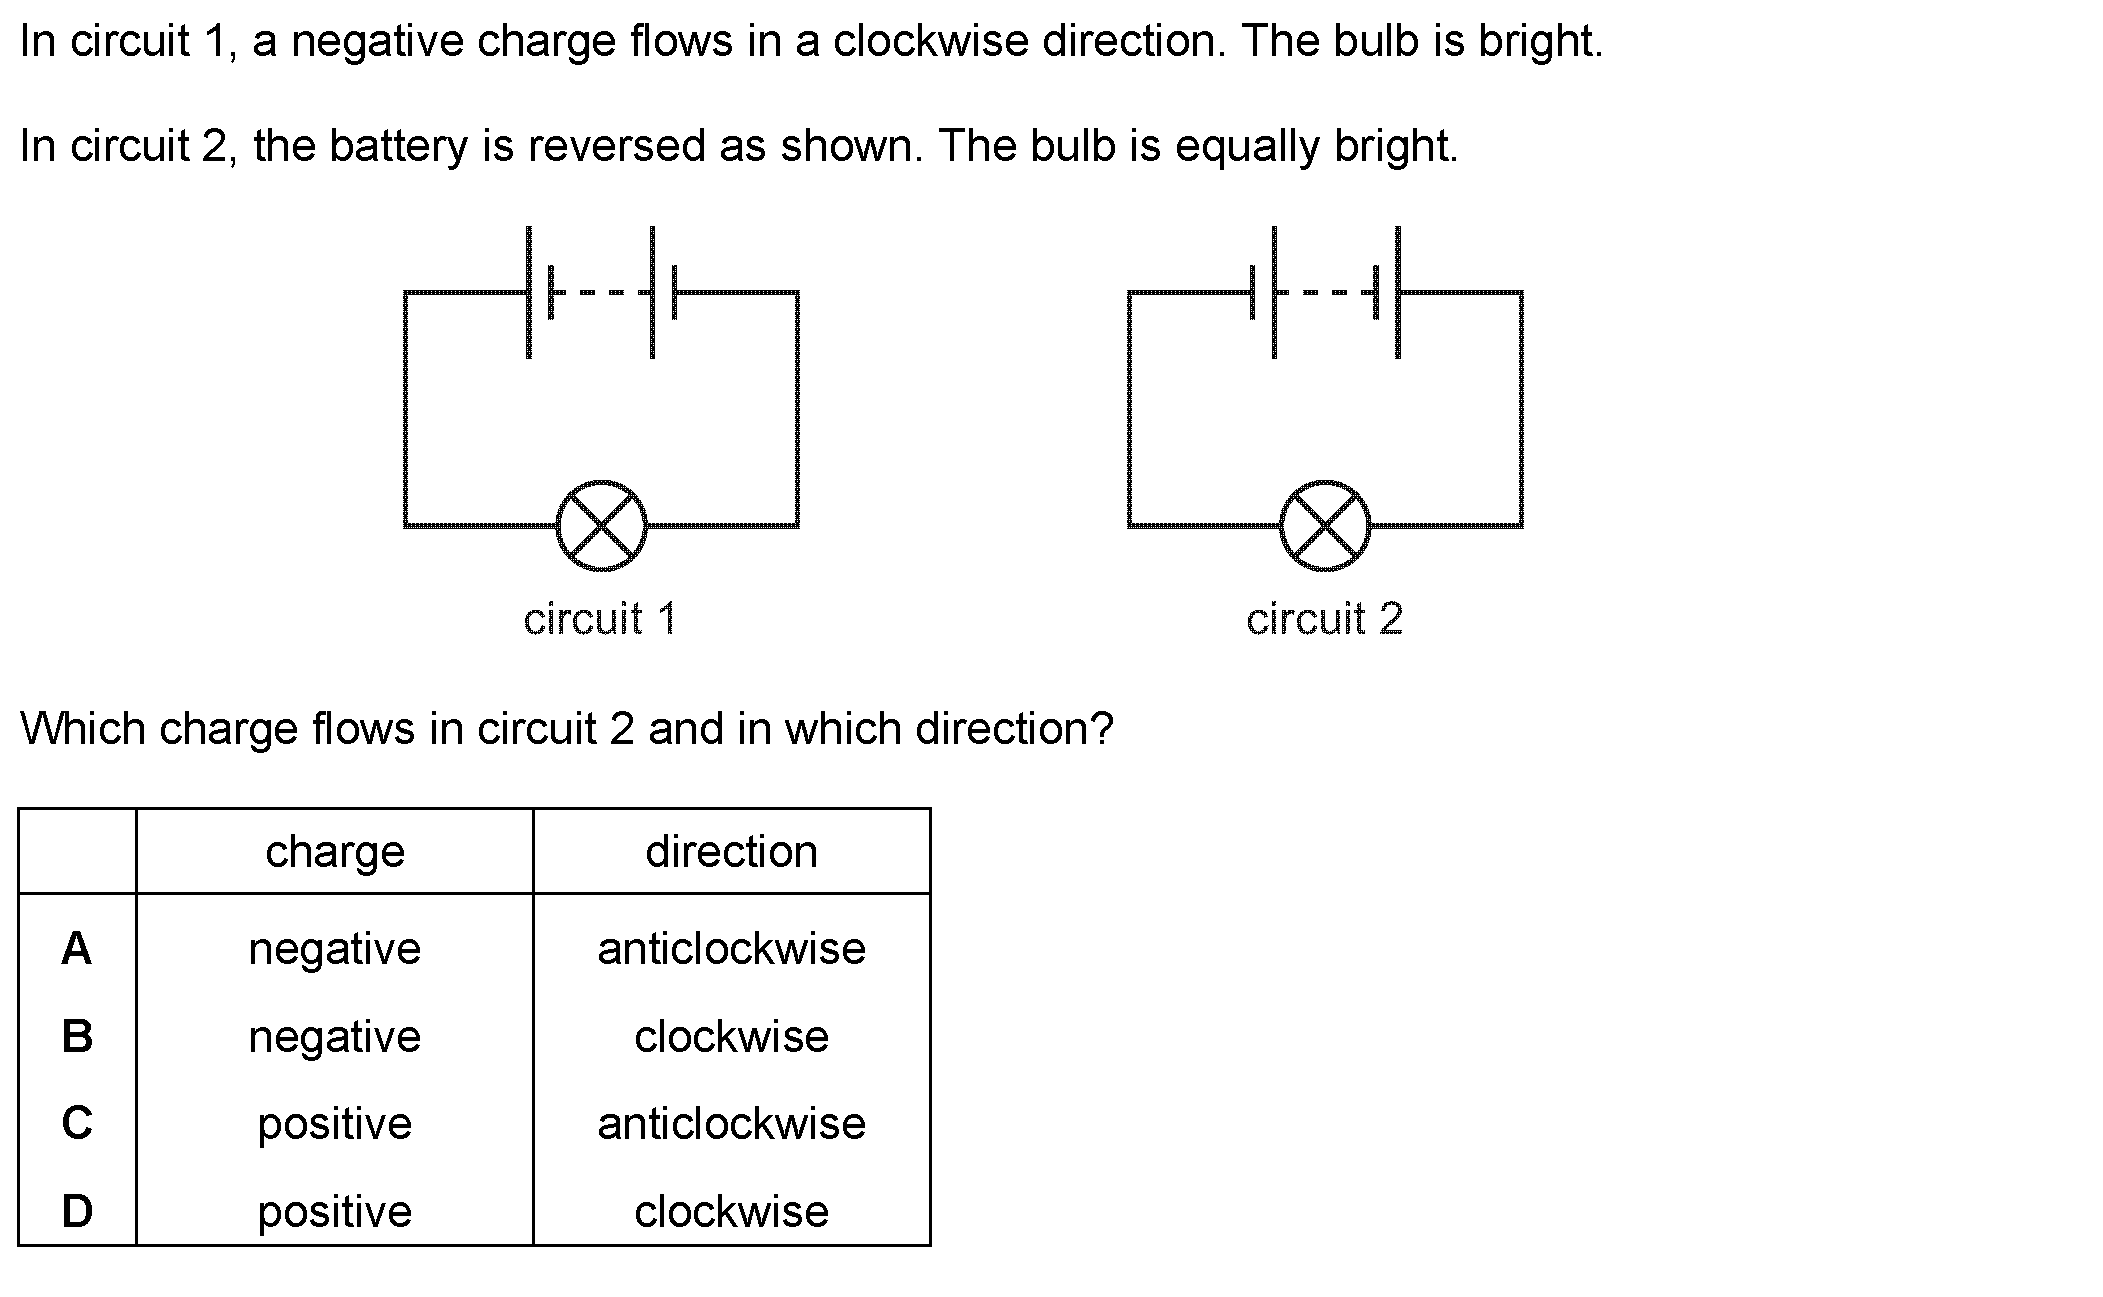 In circuit 1, a negative charge flows in a clockwise direction. The bulb is bright.
In circuit 2, the battery is reversed as shown. The bulb is equally bright.
circuit 1 circuit 2
Which charge flows in circuit 2 and in which direction?
charge direction
A negative anticlockwise
B negative clockwise
C positive anticlockwise
D positive clockwise